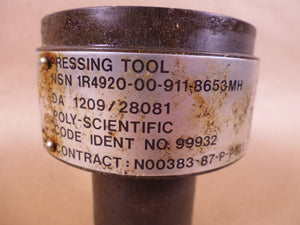 PRESSING TOOL
NSN 1R4920-00-911-8653MH
DA 1209/28081
POLY-SCIENTIFIC
CODE IDENT NO. 99932
CONTRACT: N00383-87-P-